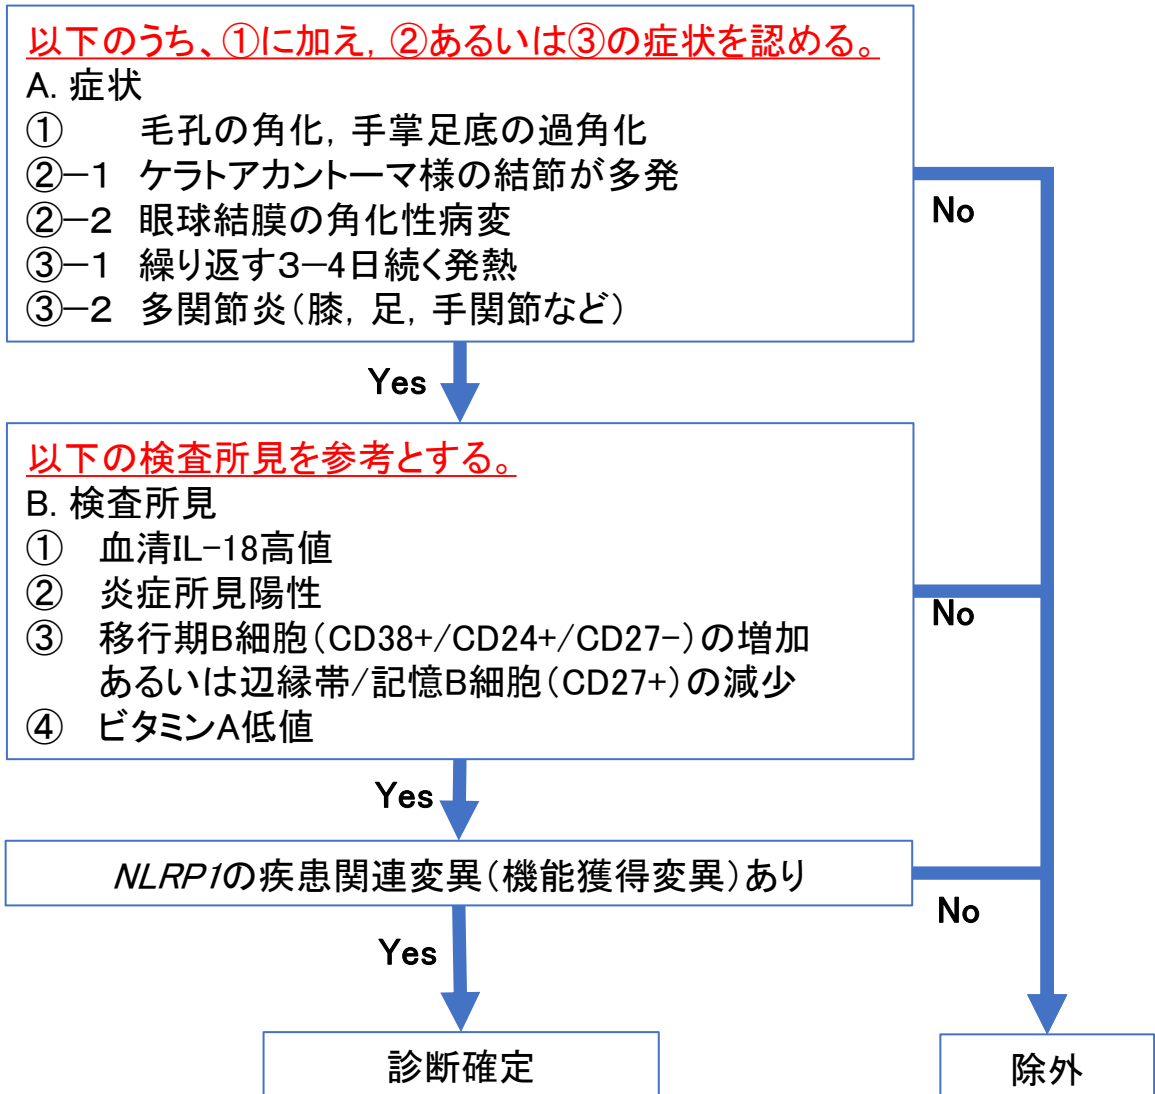 以下のうち、①に加え，②あるいは③の症状を認める。
A. 症状
①　毛孔の角化，手掌足底の過角化
②－１ ケラトアカントーマ様の結節が多発
②－２ 眼球結膜の角化性病変
③－１ 繰り返す３－４日続く発熱
③－２ 多関節炎（膝，足，手関節など）
No
Yes
以下の検査所見を参考とする。
B. 検査所見
①　血清IL-18高値
②　炎症所見陽性
③　移行期B細胞（CD38+/CD24+/CD27-）の増加
あるいは辺縁帯/記憶B細胞（CD27+）の減少
④　ビタミンA低値
No
Yes
NLRP1の疾患関連変異（機能獲得変異）あり
No
Yes
診断確定
除外